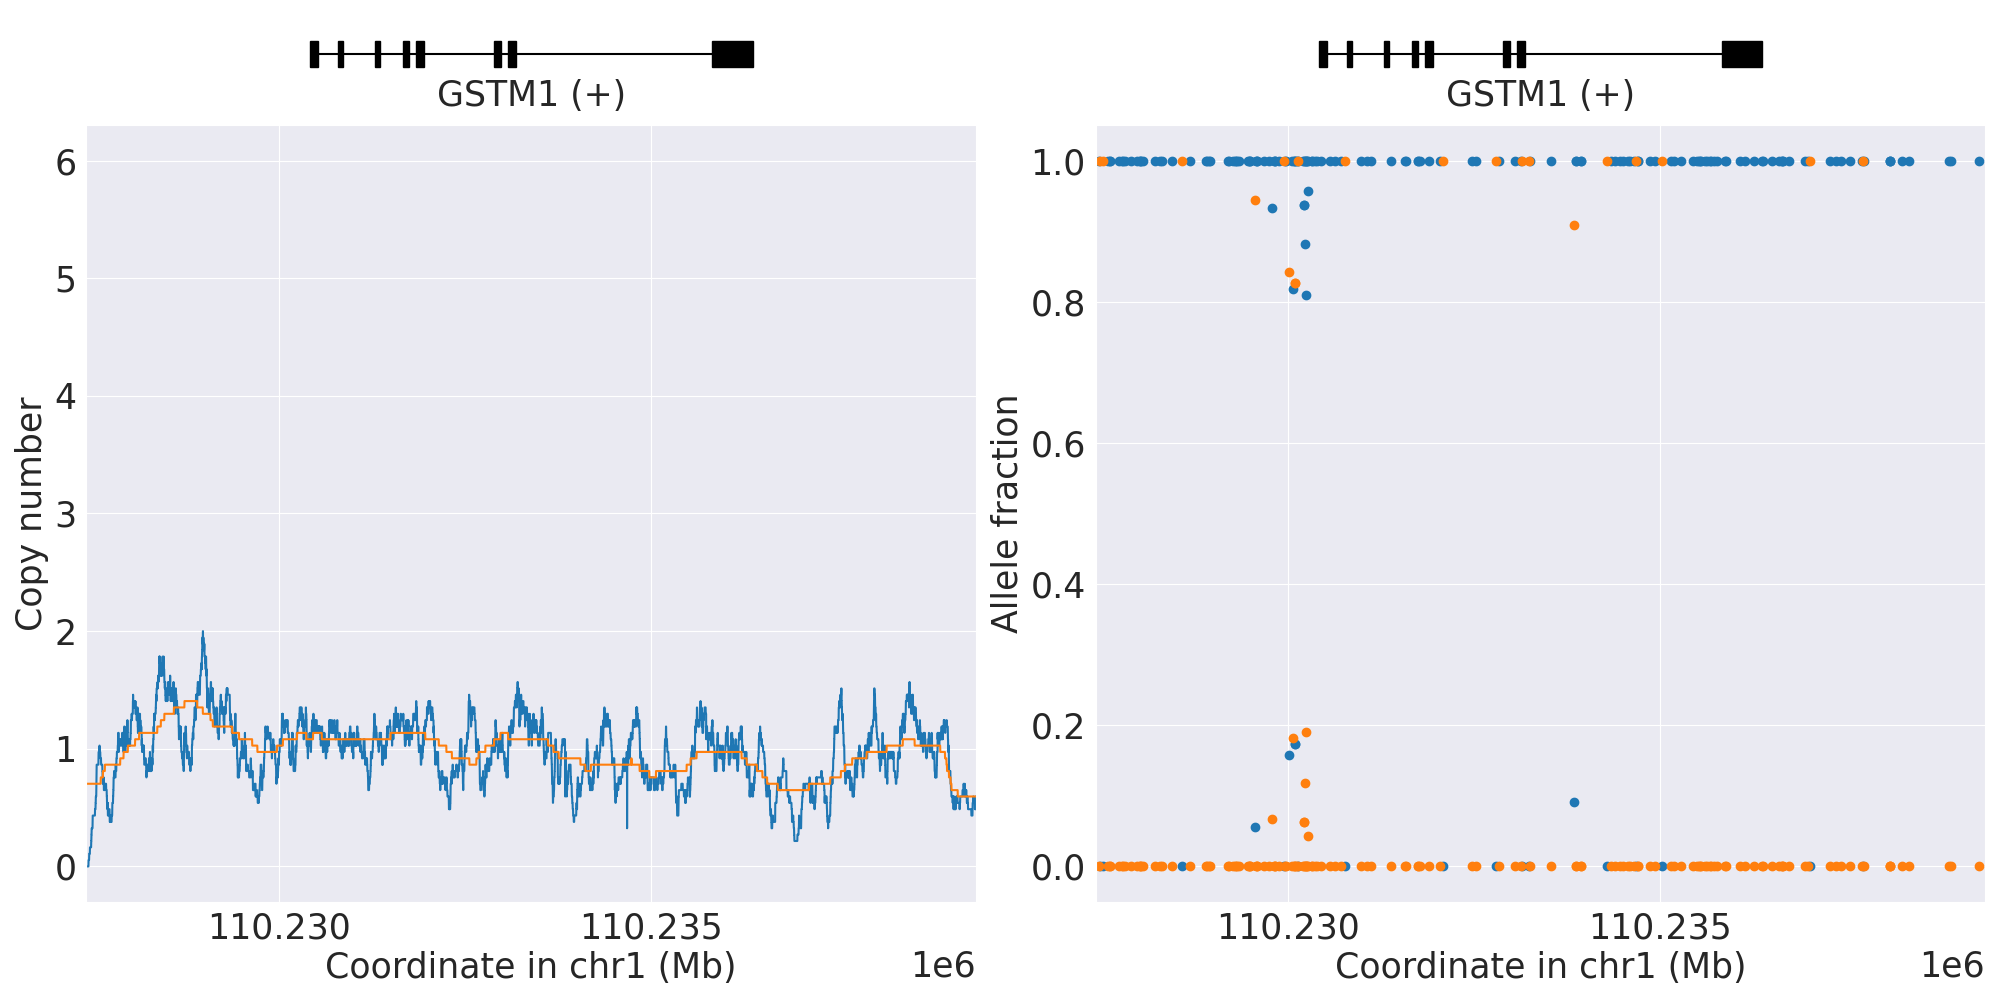 GSTM1 (+)
6
5
4
3
2
1
0
Copy number
110.230
110.235
Coordinate in chr1 (Mb)
1e6
GSTM1 (+)
1.0
0.8
0.6
0.4
0.2
0.0
Allele fraction
110.230
110.235
Coordinate in chr1 (Mb)
1e6